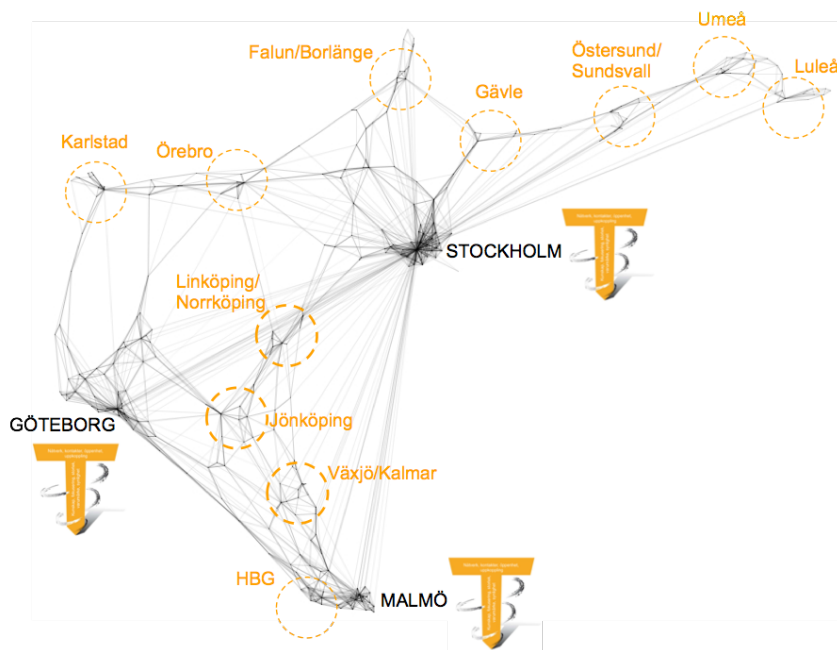 Umeå
Falun/Borlänge
Östersund/
Sundsvall
Luleå
Gävle
Karlstad
Örebro
STOCKHOLM
Linköping/
Norrköping
GÖTEBORG
Jönköping
Växjö/Kalmar
HBG
MALMÖ